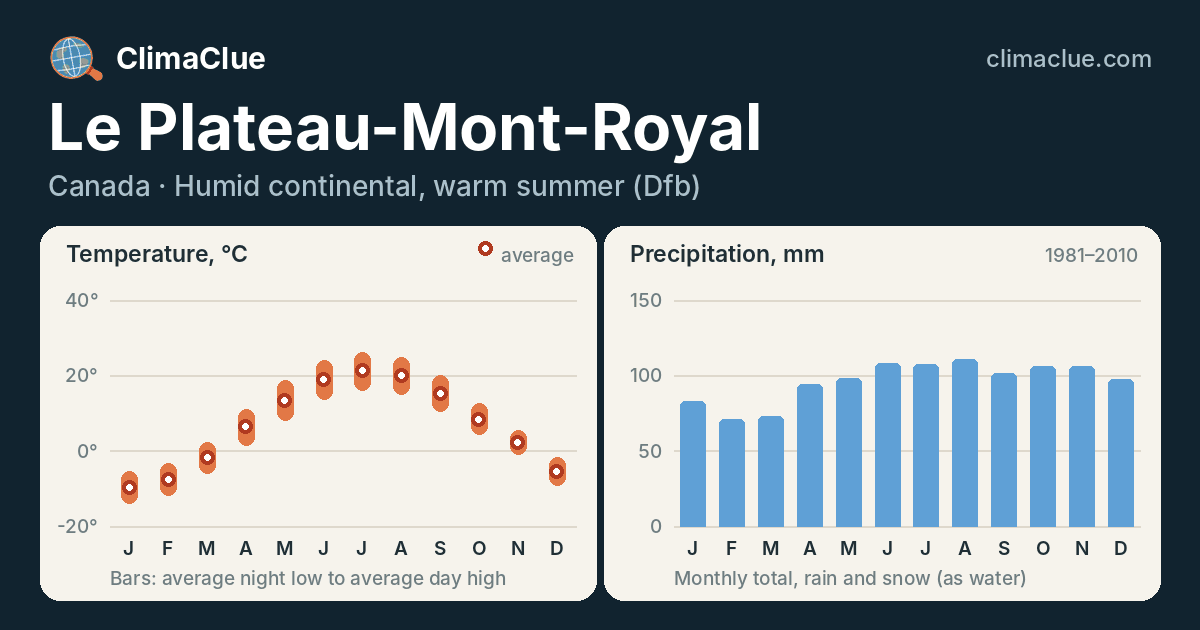 ClimaClue
climaclue.com
Le Plateau-Mont-Royal
Canada · Humid continental, warm summer (Dfb)
Temperature, °C
average
40°
20°
0°
-20°
J F M A M J J A S O N D
Bars: average night low to average day high
Precipitation, mm
1981–2010
150
100
50
0
J F M A M J J A S O N D
Monthly total, rain and snow (as water)